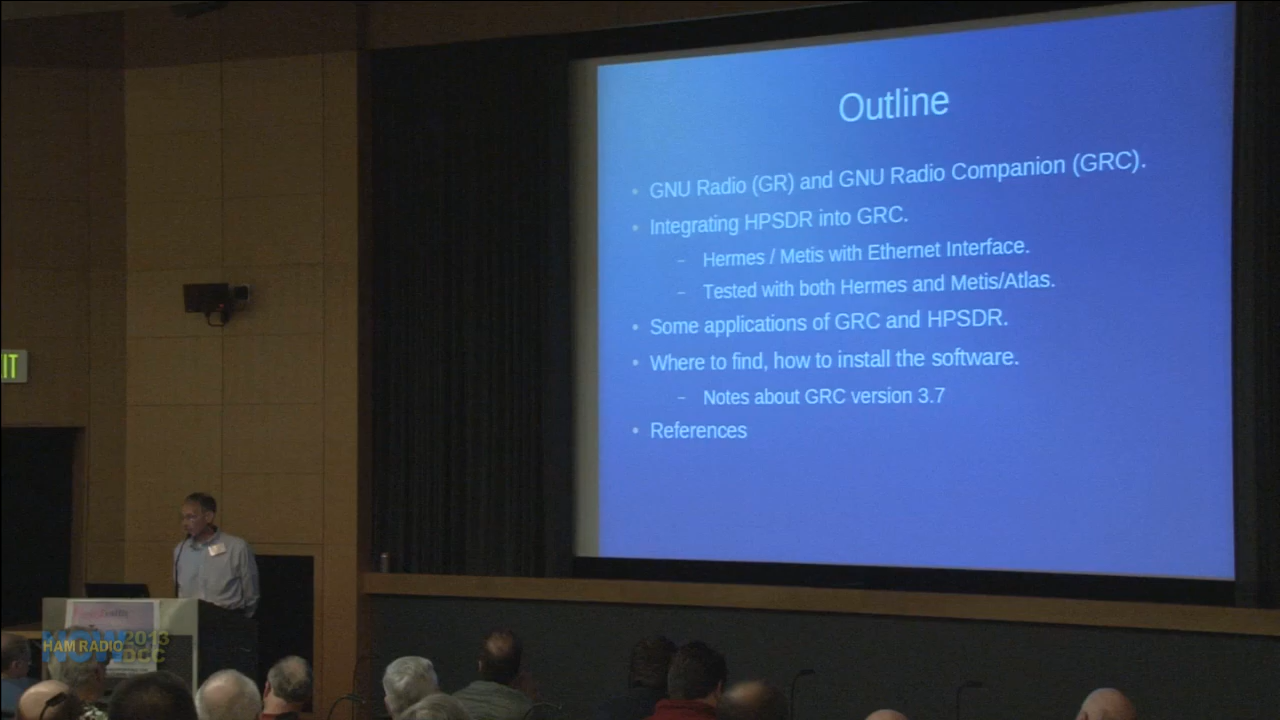 Outline
• GNU Radio (GR) and GNU Radio Companion (GRC).
• Integrating HPSDR into GRC.
– Hermes / Metis with Ethernet Interface.
– Tested with both Hermes and Metis/Atlas.
• Some applications of GRC and HPSDR.
• Where to find, how to install the software.
– Notes about GRC version 3.7
• References
IT
HAM RADIO
NOW
2013
DCC